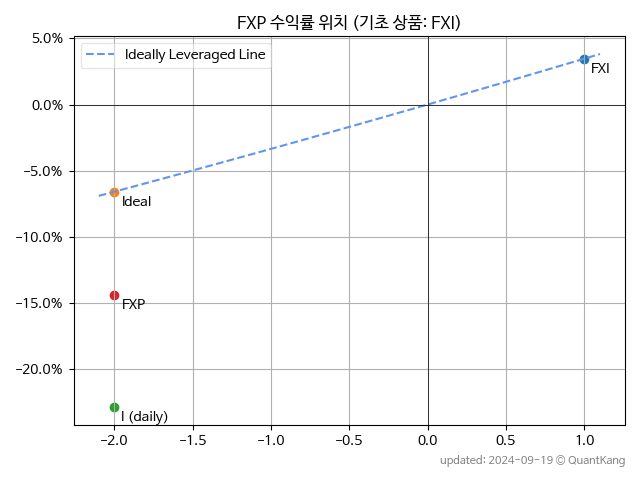 FXP 수익률 위치 (기초 상품: FXI)
5.0%
0.0%
−5.0%
−10.0%
−15.0%
−20.0%
Ideally Leveraged Line
FXI
Ideal
FXP
I (daily)
−2.0 −1.5 −1.0 −0.5 0.0 0.5 1.0
updated: 2024-09-19 © QuantKang